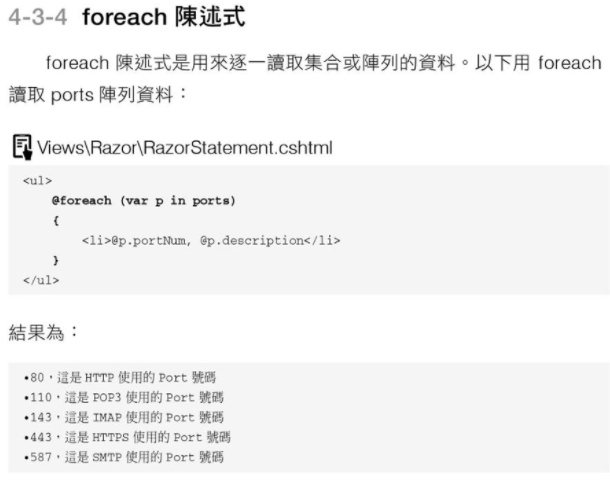 4-3-4 foreach 陳述式
foreach 陳述式是用來逐一讀取集合或陣列的資料。以下用 foreach
讀取 ports 陣列資料：
Views\Razor\RazorStatement.cshtml
<ul>
@foreach (var p in ports)
{
<li>@p.portNum, @p.description</li>
}
</ul>
結果為：
•80，這是 HTTP 使用的 Port 號碼
•110，這是 POP3 使用的 Port 號碼
•143，這是 IMAP 使用的 Port 號碼
•443，這是 HTTPS 使用的 Port 號碼
•587，這是 SMTP 使用的 Port 號碼